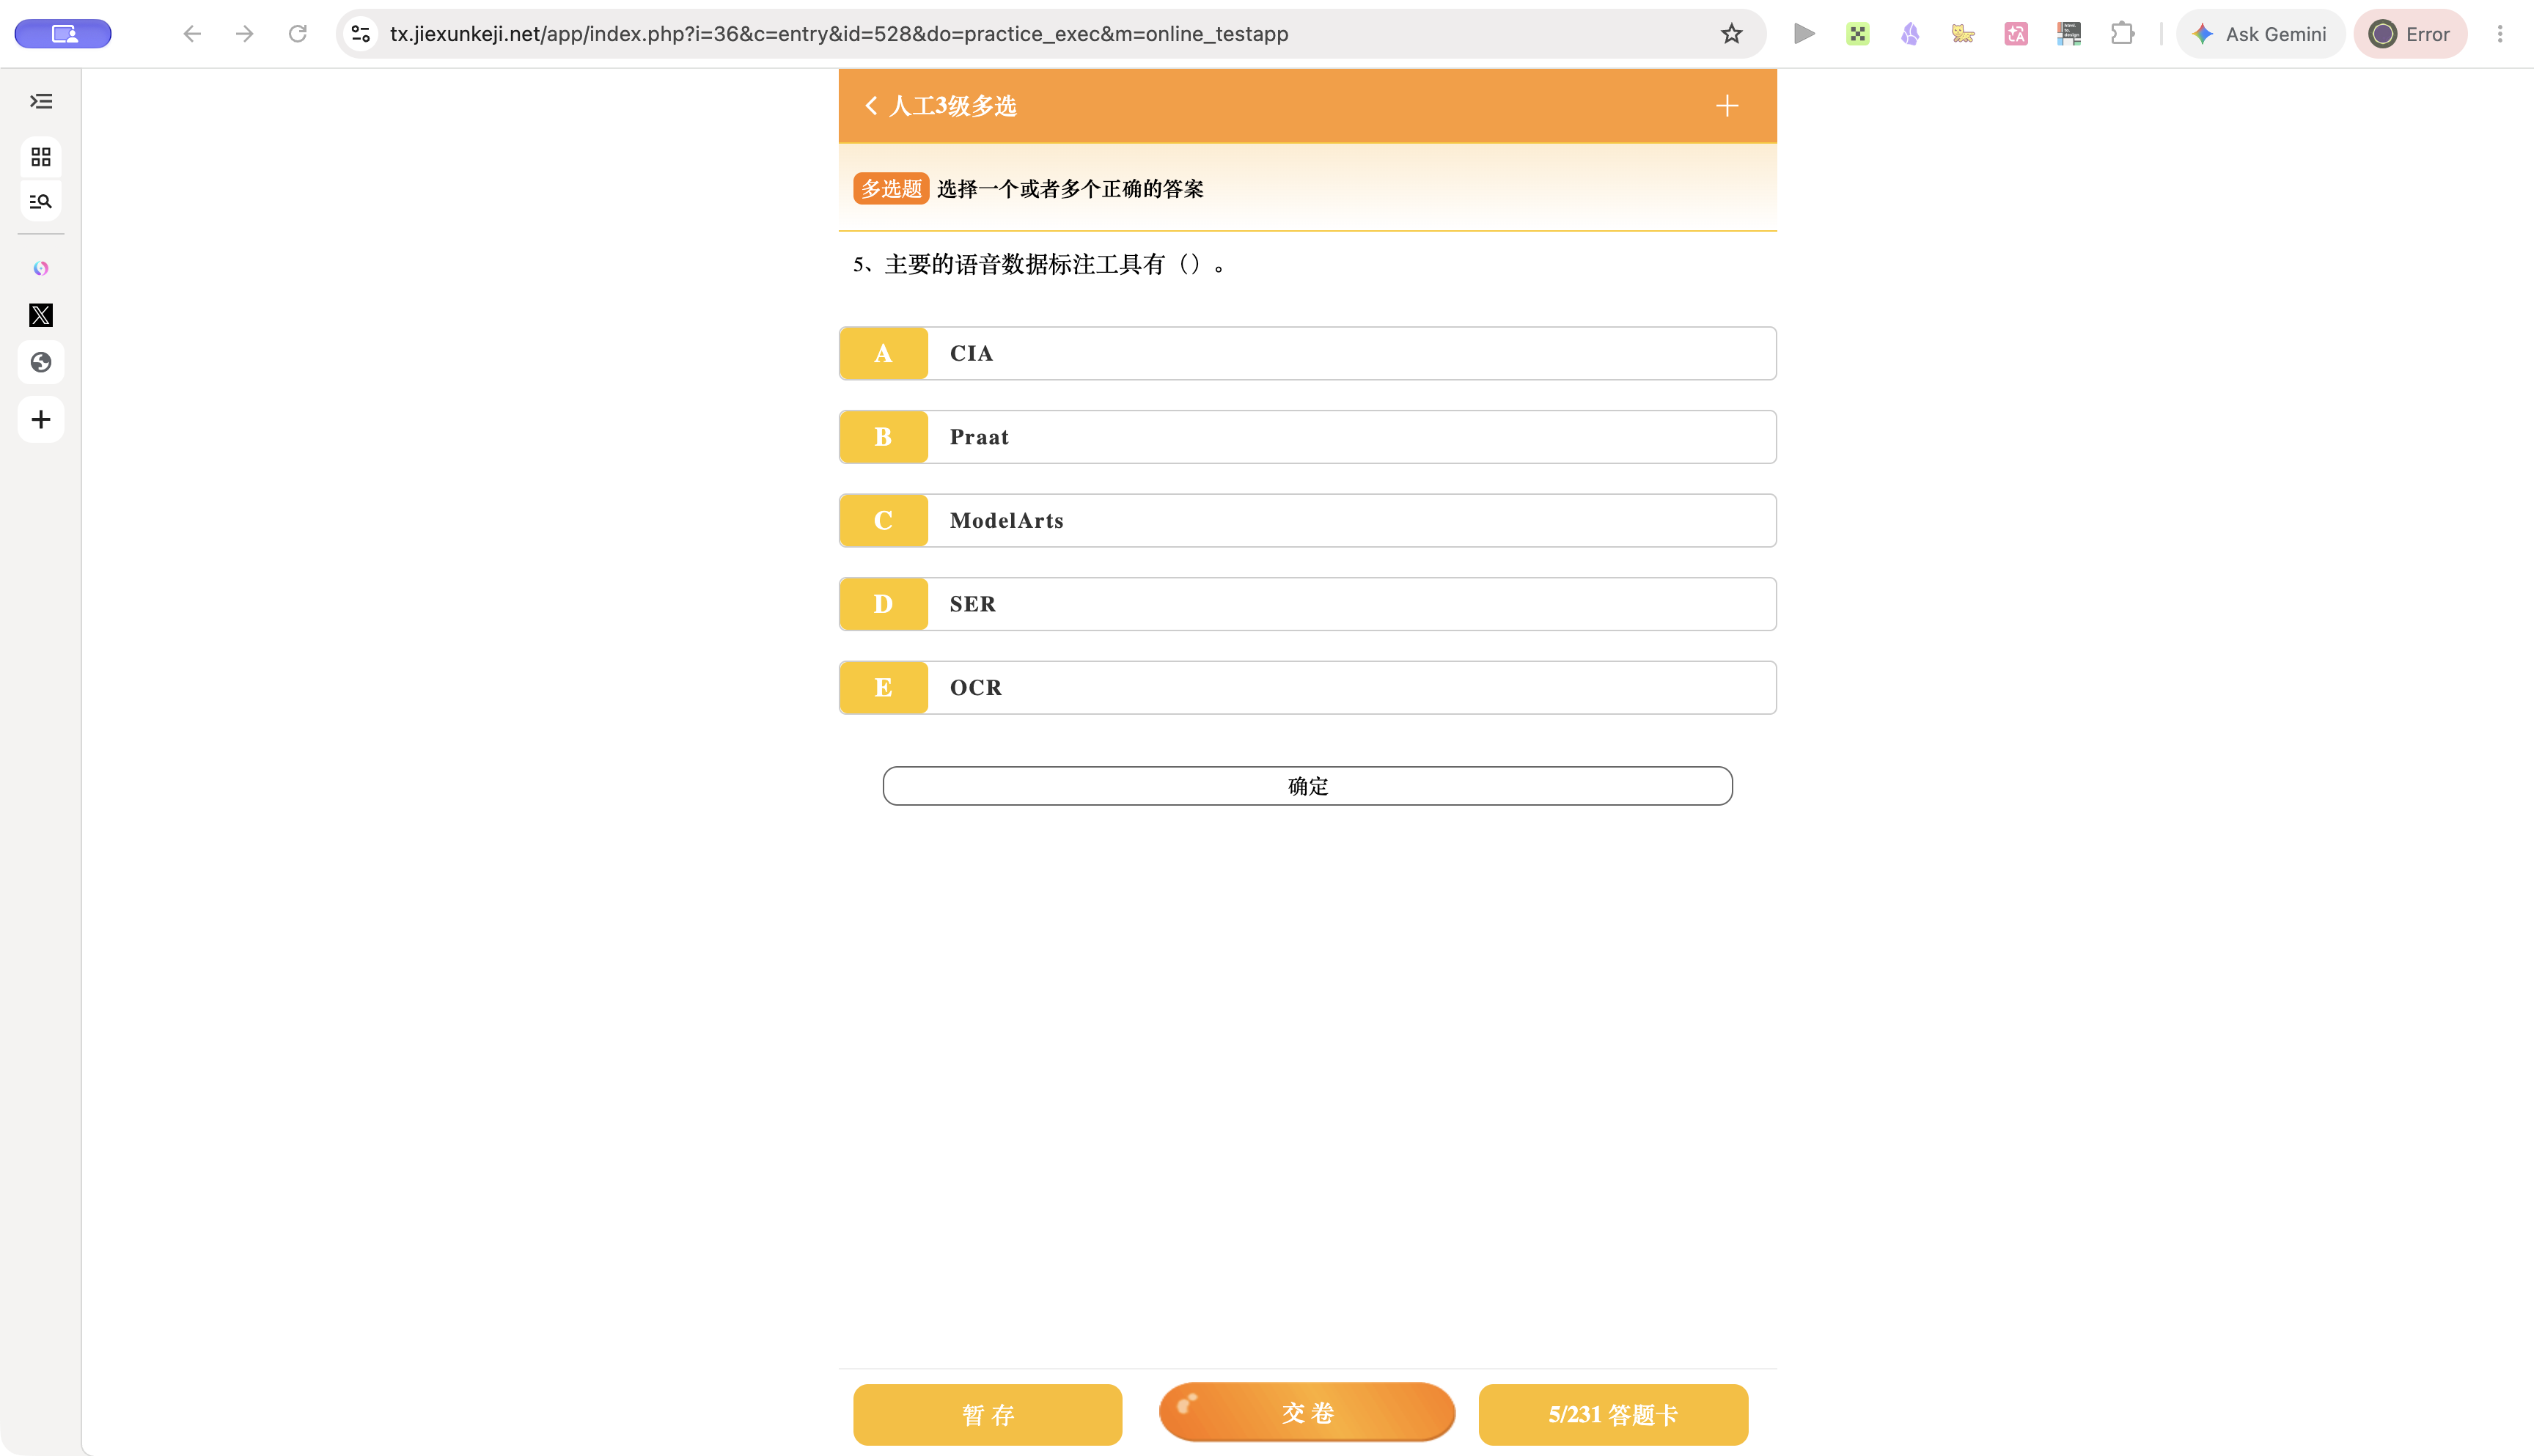 tx.jiexunkeji.net/app/index.php?i=36&c=entry&id=528&do=practice_exec&m=online_testapp
Ask Gemini
Error
人工3级多选
多选题 选择一个或者多个正确的答案
5、主要的语音数据标注工具有（）。
A CIA
B Praat
C ModelArts
D SER
E OCR
确定
暂 存
交 卷
5/231 答题卡